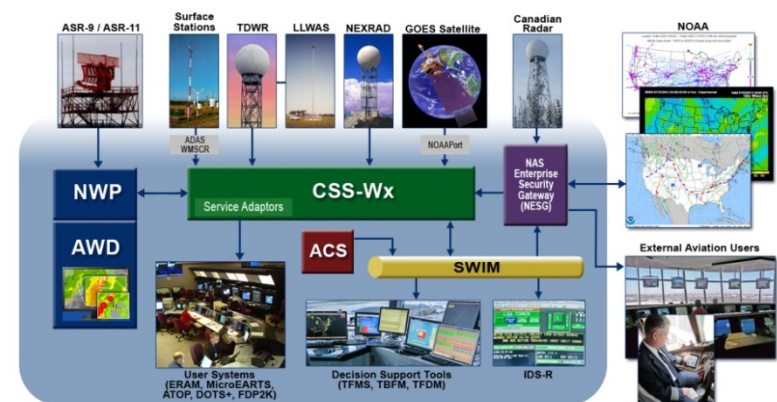 ASR-9 / ASR-11
Surface
Stations
TDWR
LLWAS
NEXRAD
GOES Satellite
Canadian
Radar
NOAA
ADAS
WMSCR
NOAAPort
NWP
CSS-Wx
Service Adaptors
NAS
Enterprise
Security
Gateway
(NESG)
AWD
ACS
SWIM
External Aviation Users
User Systems
(ERAM, MicroEARTS,
ATOP, DOTS+, FDP2K)
Decision Support Tools
(TFMS, TBFM, TFDM)
IDS-R